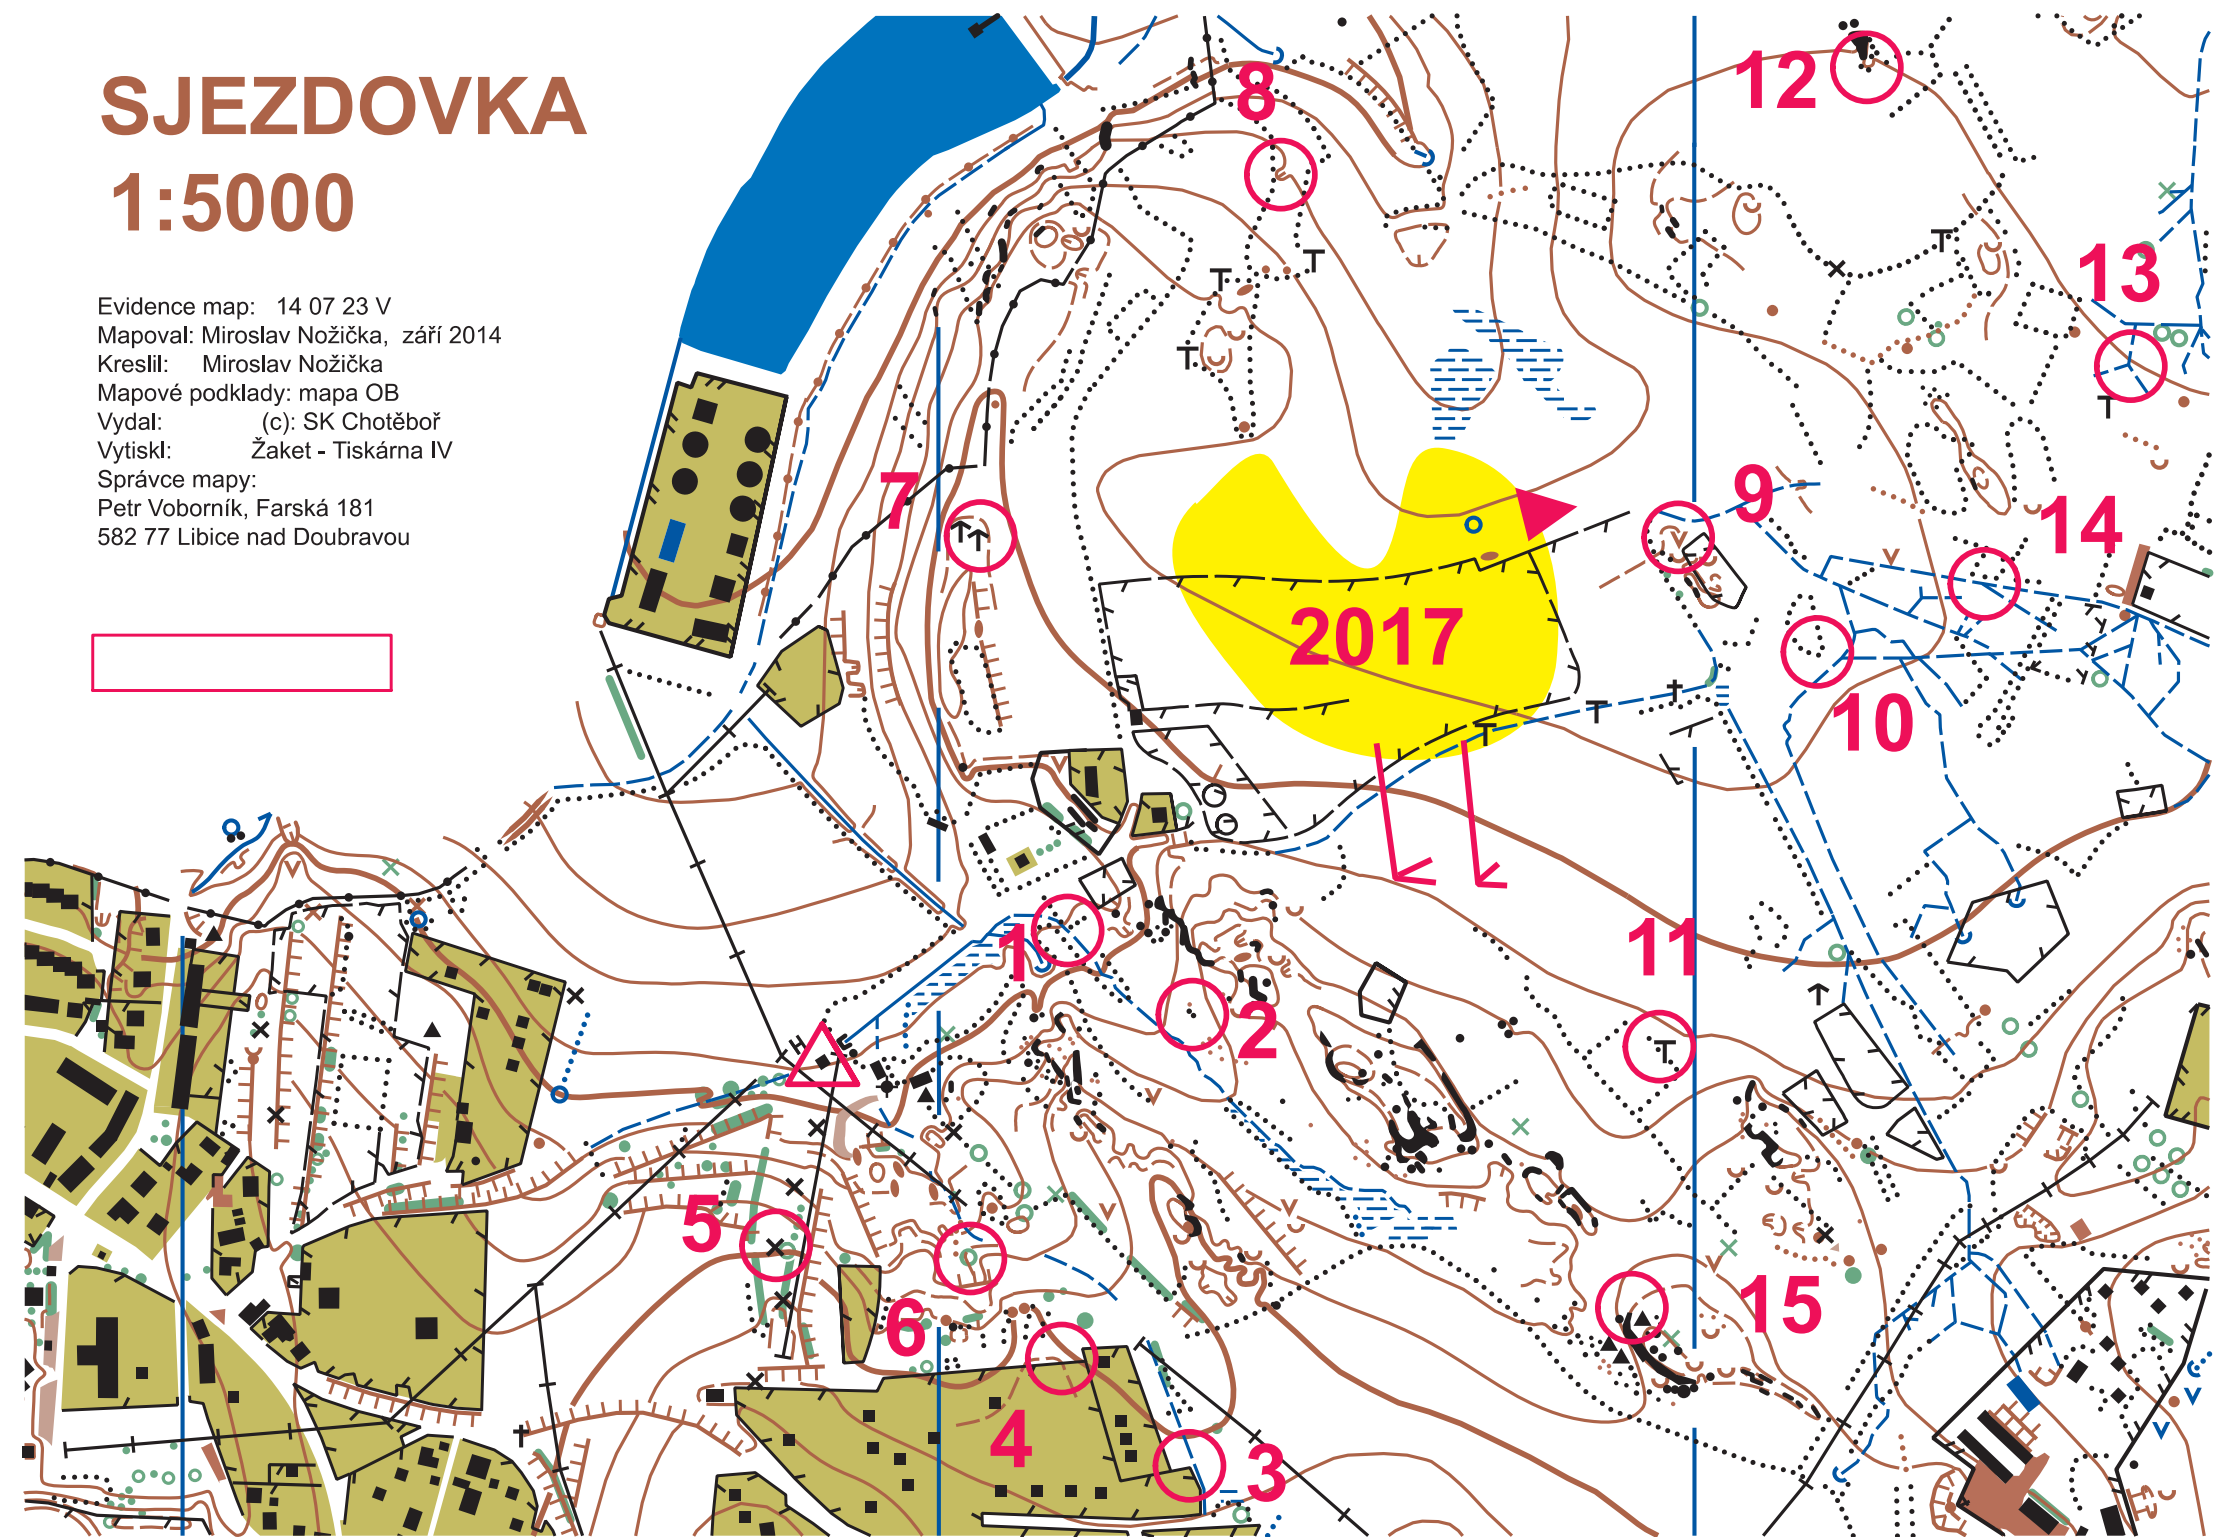 SJEZDOVKA
1:5000
Evidence map: 14 07 23 V
Mapoval: Miroslav Nožička, září 2014
Kreslil: Miroslav Nožička
Mapové podklady: mapa OB
Vydal: (c): SK Chotěboř
Vytiskl: Žaket - Tiskárna IV
Správce mapy:
Petr Voborník, Farská 181
582 77 Libice nad Doubravou
8
12
13
7
9
14
2017
10
1
11
2
5
6
15
4
3